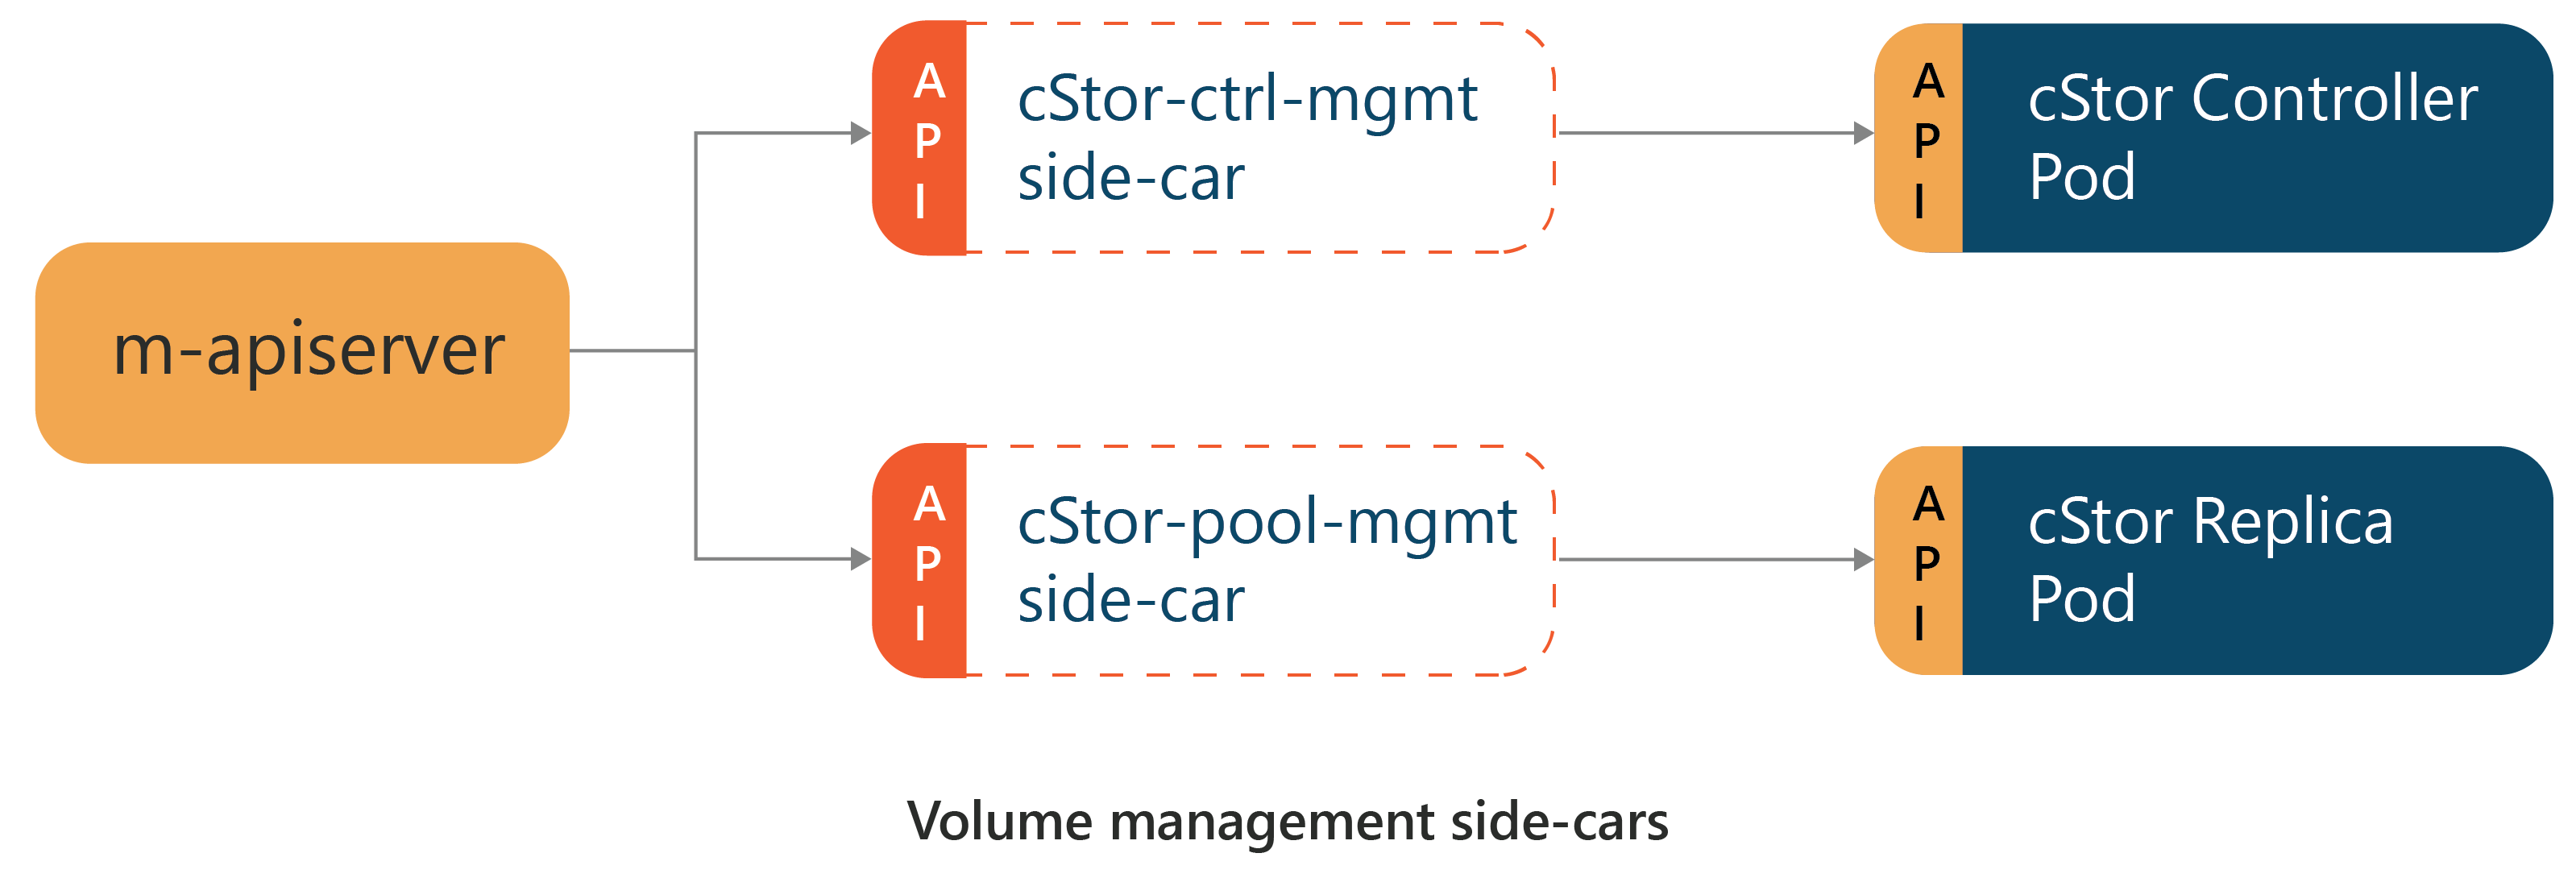 m-apiserver
A
P
I
cStor-ctrl-mgmt
side-car
A
P
I
cStor Controller
Pod
A
P
I
cStor-pool-mgmt
side-car
A
P
I
cStor Replica
Pod
Volume management side-cars